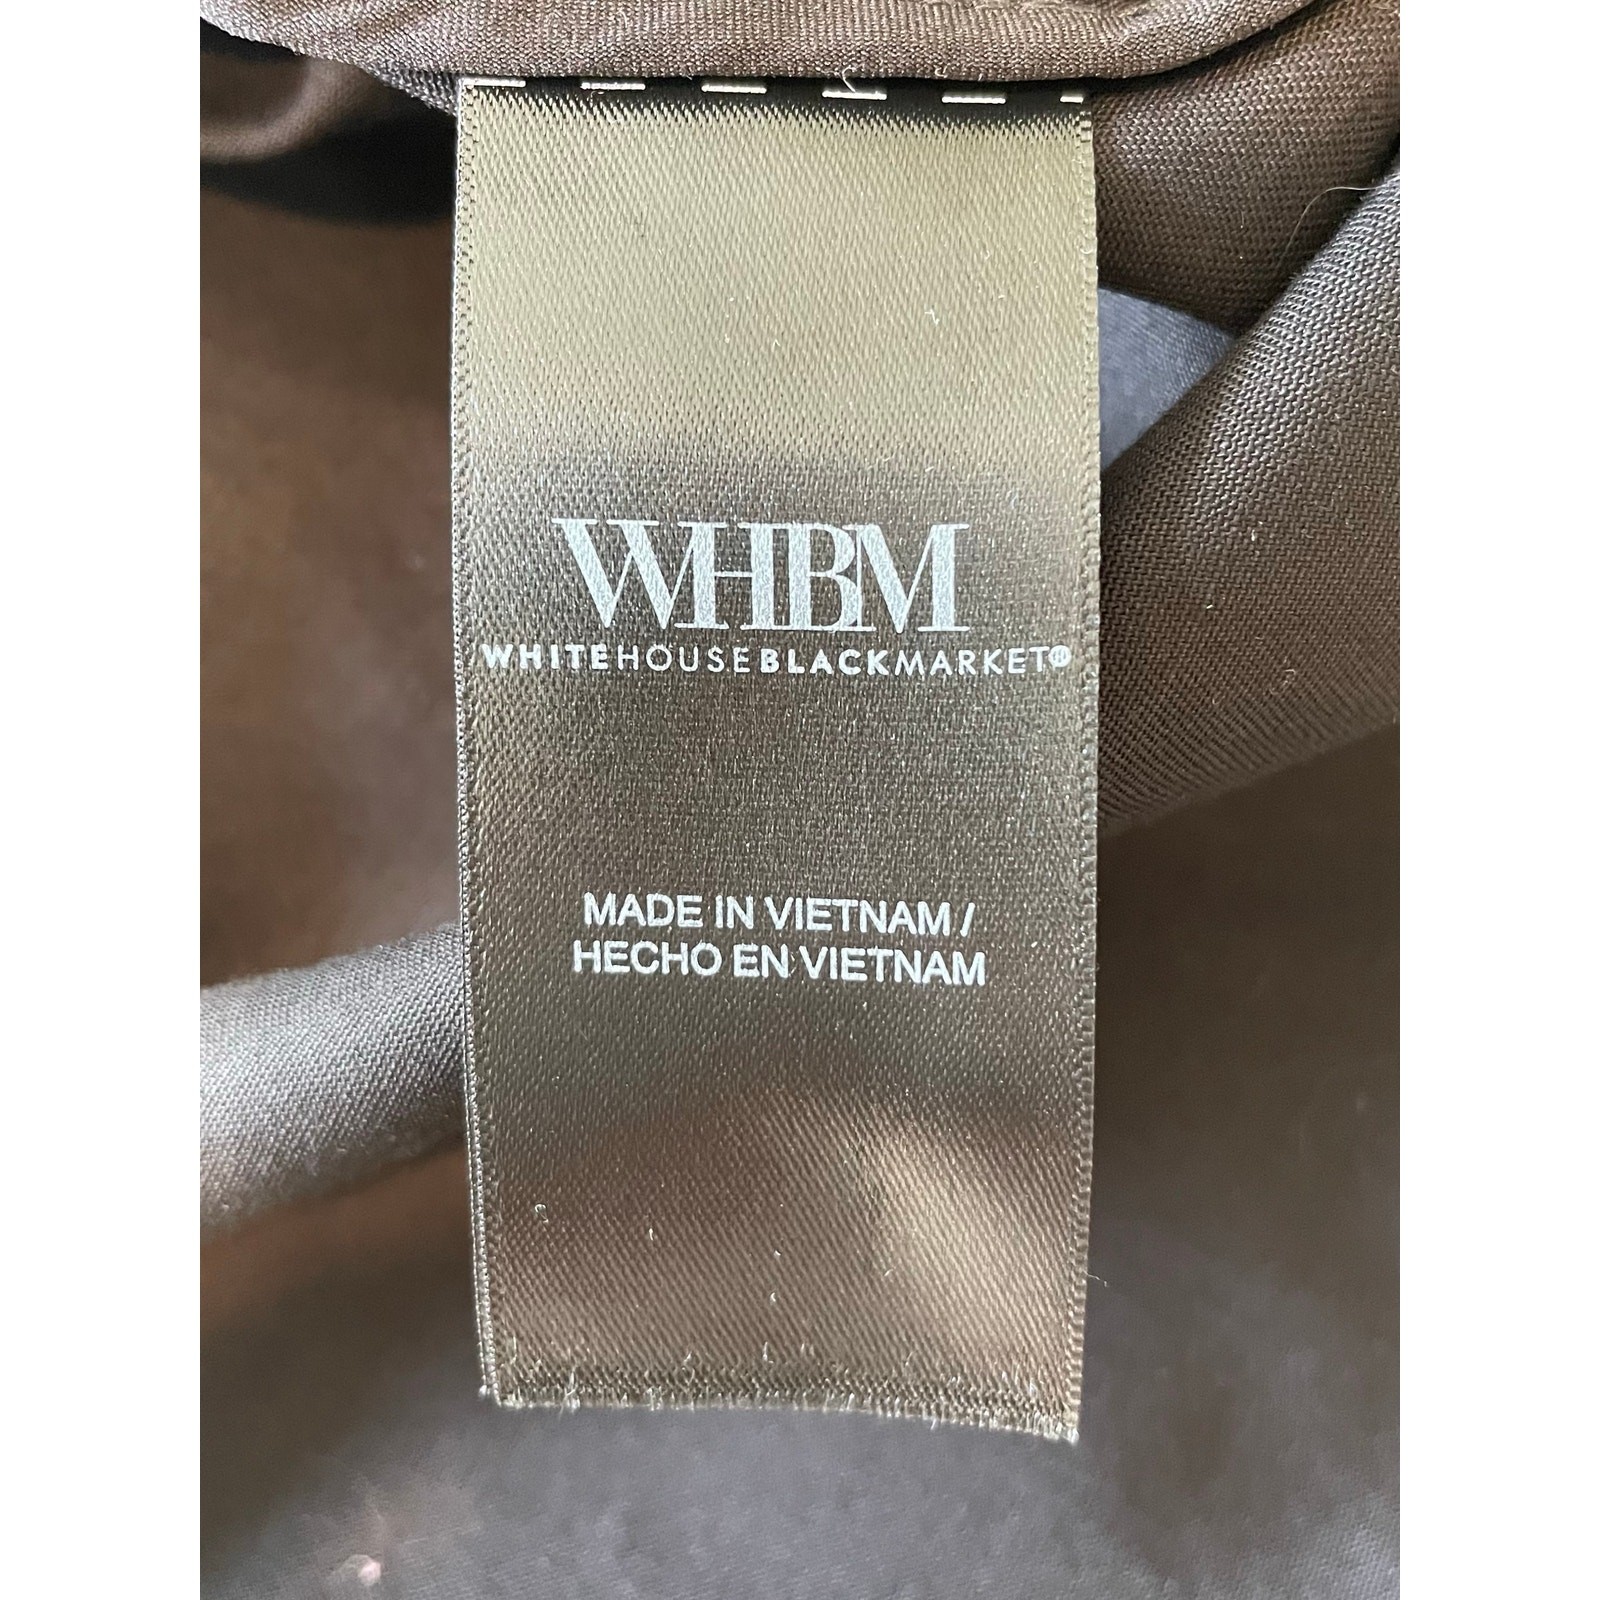 WHBM
WHITEHOUSEBLACKMARKET®
MADE IN VIETNAM /
HECHO EN VIETNAM